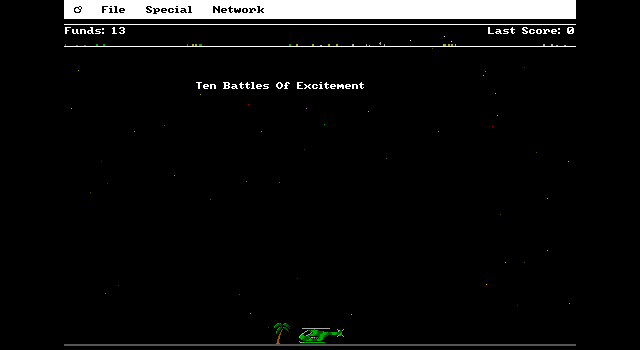 File Special Network
Funds: 13 Last Score: 0
Ten Battles Of Excitement